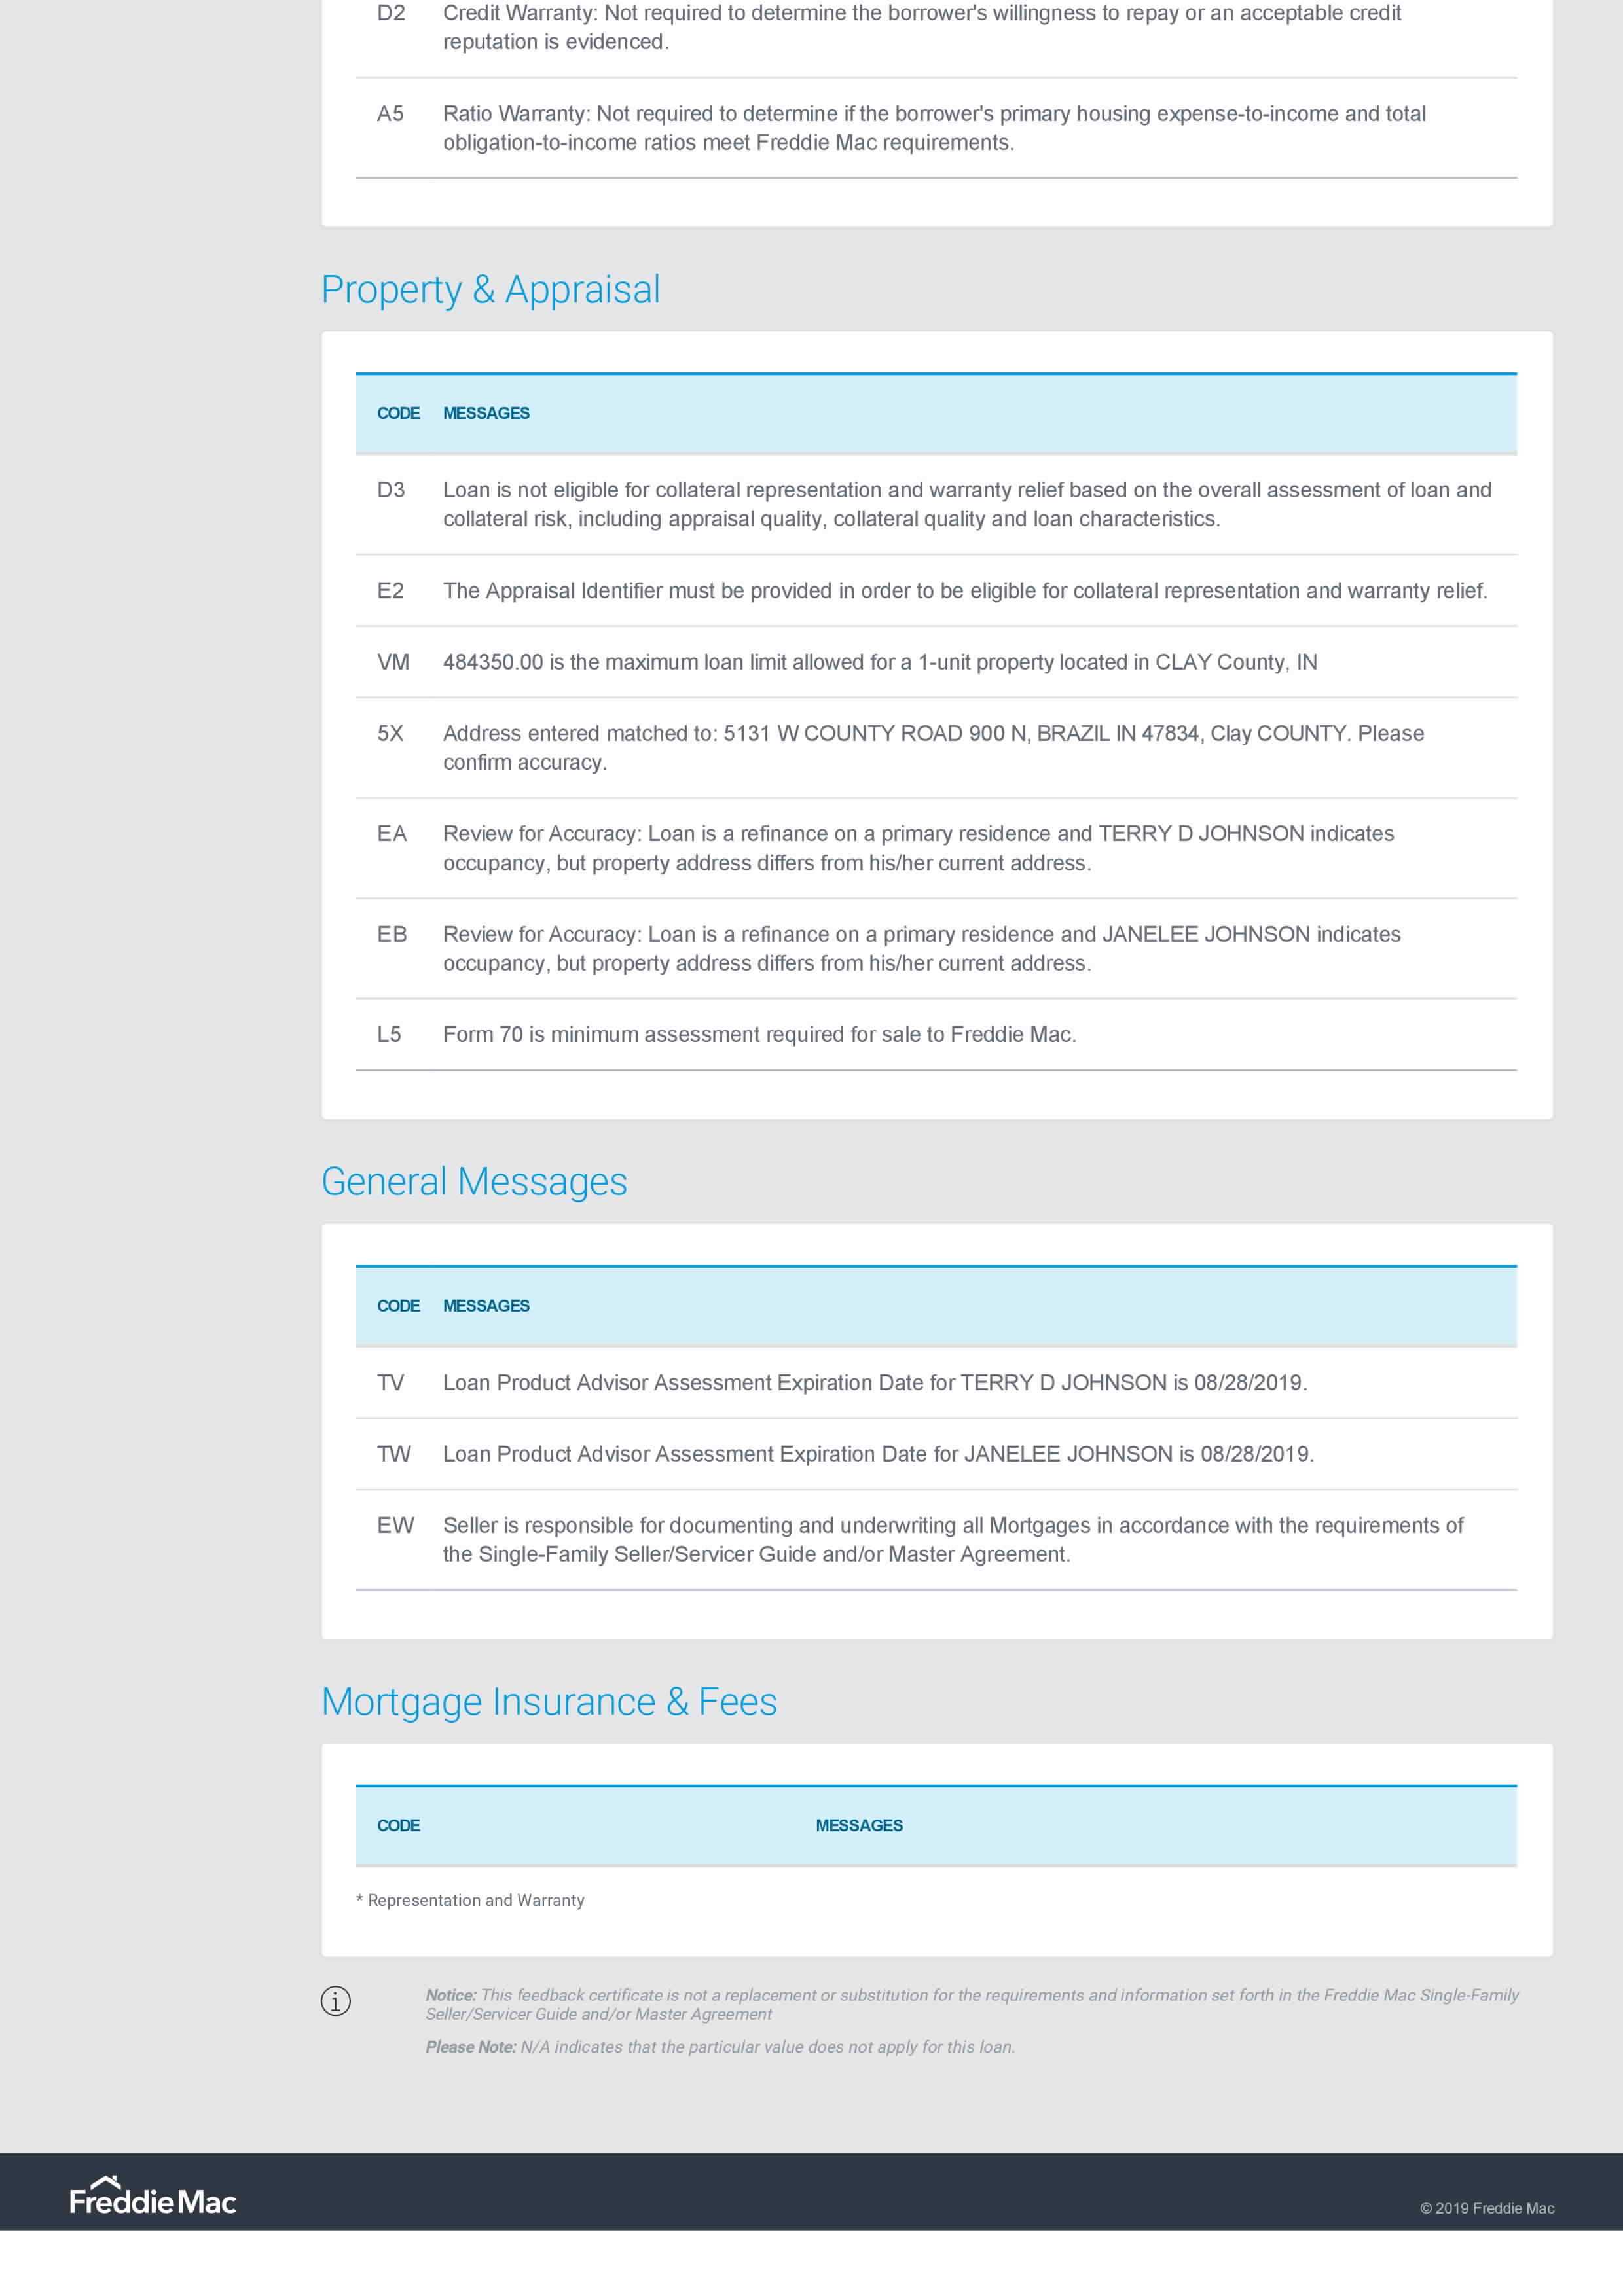 D2 Credit Warranty: Not required to determine the borrower's willingness to repay or an acceptable credit
reputation is evidenced.
A5 Ratio Warranty: Not required to determine if the borrower's primary housing expense-to-income and total
obligation-to-income ratios meet Freddie Mac requirements.
Property & Appraisal
CODE MESSAGES
D3 Loan is not eligible for collateral representation and warranty relief based on the overall assessment of loan and
collateral risk, including appraisal quality, collateral quality and loan characteristics.
E2 The Appraisal Identifier must be provided in order to be eligible for collateral representation and warranty relief.
VM 484350.00 is the maximum loan limit allowed for a 1-unit property located in CLAY County, IN
5X Address entered matched to: 5131 W COUNTY ROAD 900 N, BRAZIL IN 47834, Clay COUNTY. Please
confirm accuracy.
EA Review for Accuracy: Loan is a refinance on a primary residence and TERRY D JOHNSON indicates
occupancy, but property address differs from his/her current address.
EB Review for Accuracy: Loan is a refinance on a primary residence and JANELEE JOHNSON indicates
occupancy, but property address differs from his/her current address.
L5 Form 70 is minimum assessment required for sale to Freddie Mac.
General Messages
CODE MESSAGES
TV Loan Product Advisor Assessment Expiration Date for TERRY D JOHNSON is 08/28/2019.
TW Loan Product Advisor Assessment Expiration Date for JANELEE JOHNSON is 08/28/2019.
EW Seller is responsible for documenting and underwriting all Mortgages in accordance with the requirements of
the Single-Family Seller/Servicer Guide and/or Master Agreement.
Mortgage Insurance & Fees
CODE MESSAGES
* Representation and Warranty
Notice: This feedback certificate is not a replacement or substitution for the requirements and information set forth in the Freddie Mac Single-Family
Seller/Servicer Guide and/or Master Agreement
Please Note: N/A indicates that the particular value does not apply for this loan.
Freddie Mac
© 2019 Freddie Mac